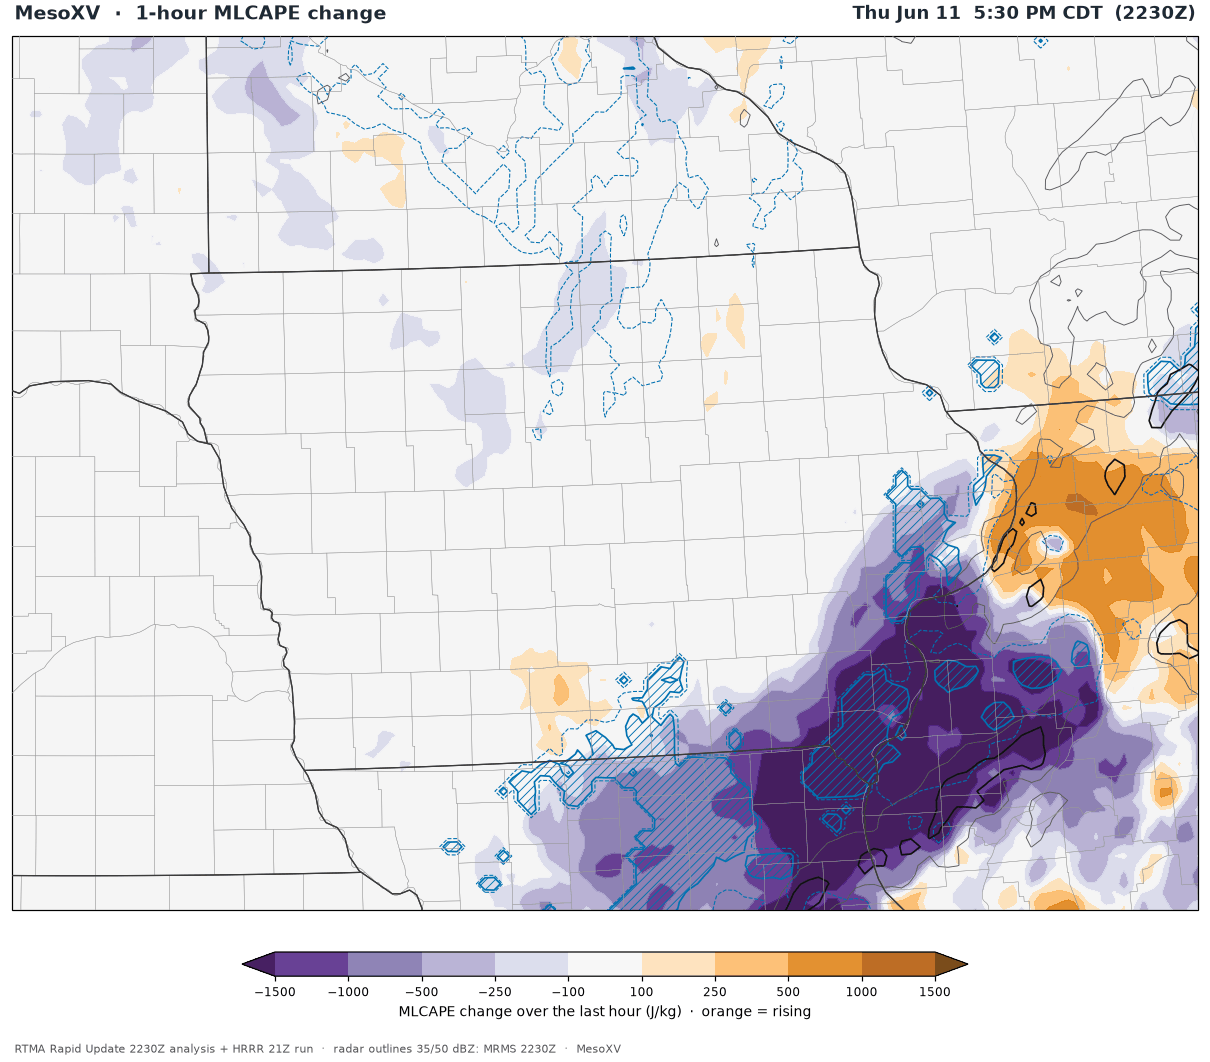 MesoXV · 1-hour MLCAPE change
Thu Jun 11 5:30 PM CDT (2230Z)
−1500 −1000 −500 −250 −100 100 250 500 1000 1500
MLCAPE change over the last hour (J/kg) · orange = rising
RTMA Rapid Update 2230Z analysis + HRRR 21Z run · radar outlines 35/50 dBZ: MRMS 2230Z · MesoXV